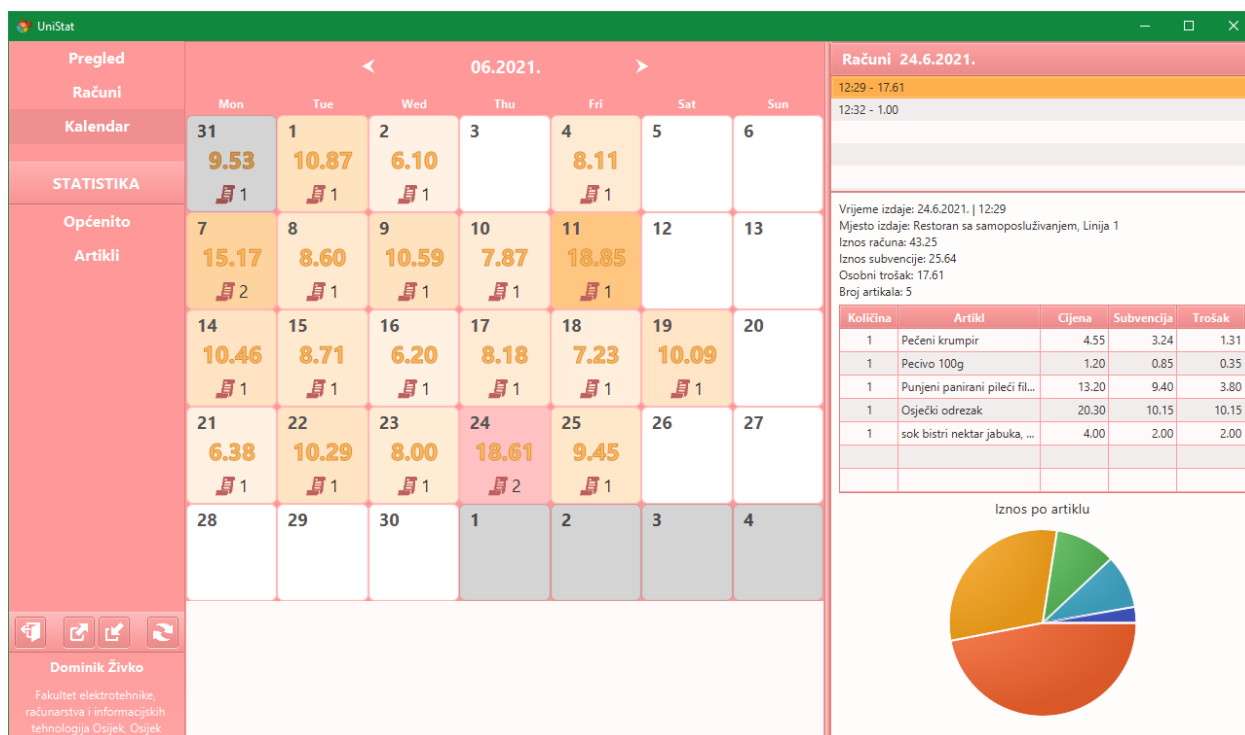 UniStat
Pregled
Računi
Kalendar
STATISTIKA
Općenito
Artikli
Dominik Živko
Fakultet elektrotehnike,
računarstva i informacijskih
tehnologija Osijek, Osijek
06.2021.
Mon Tue Wed Thu Fri Sat Sun
31 1 2 3 4 5 6
9.53 10.87 6.10 8.11
1 1 1 1
7 8 9 10 11 12 13
15.17 8.60 10.59 7.87 18.85
2 1 1 1 1
14 15 16 17 18 19 20
10.46 8.71 6.20 8.18 7.23 10.09
1 1 1 1 1 1
21 22 23 24 25 26 27
6.38 10.29 8.00 18.61 9.45
1 1 1 2 1
28 29 30 1 2 3 4
Računi 24.6.2021.
12:29 - 17.61
12:32 - 1.00
Vrijeme izdaje: 24.6.2021. | 12:29
Mjesto izdaje: Restoran sa samoposluživanjem, Linija 1
Iznos računa: 43.25
Iznos subvencije: 25.64
Osobni trošak: 17.61
Broj artikala: 5
Količina Artikl Cijena Subvencija Trošak
1 Pečeni krumpir 4.55 3.24 1.31
1 Pecivo 100g 1.20 0.85 0.35
1 Punjeni panirani pileći fil... 13.20 9.40 3.80
1 Osječki odrezak 20.30 10.15 10.15
1 sok bistri nektar jabuka, ... 4.00 2.00 2.00
Iznos po artiklu